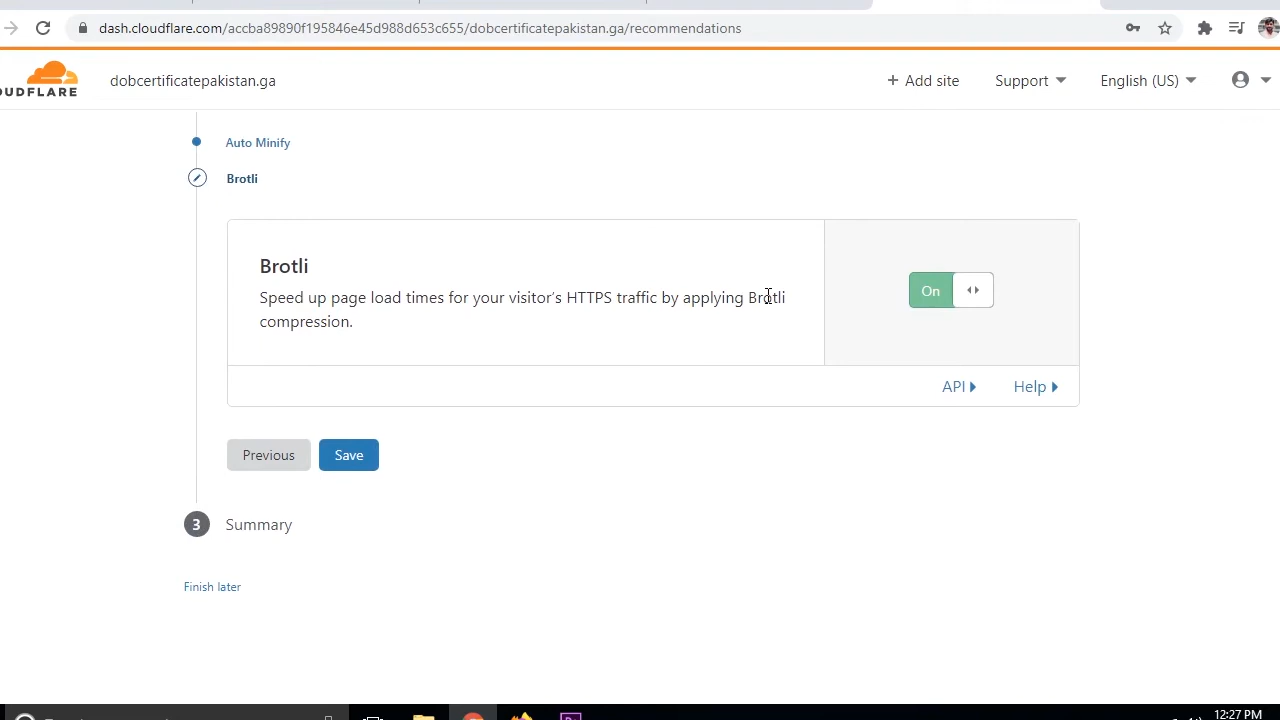 dash.cloudflare.com/accba89890f195846e45d988d653c655/dobcertificatepakistan.ga/recommendations
OUDFLARE
dobcertificatepakistan.ga
Add site
Support
English (US)
Auto Minify
Brotli
Brotli
Speed up page load times for your visitor's HTTPS traffic by applying Brotli
compression.
On
API
Help
Previous
Save
3
Summary
Finish later
12:27 PM